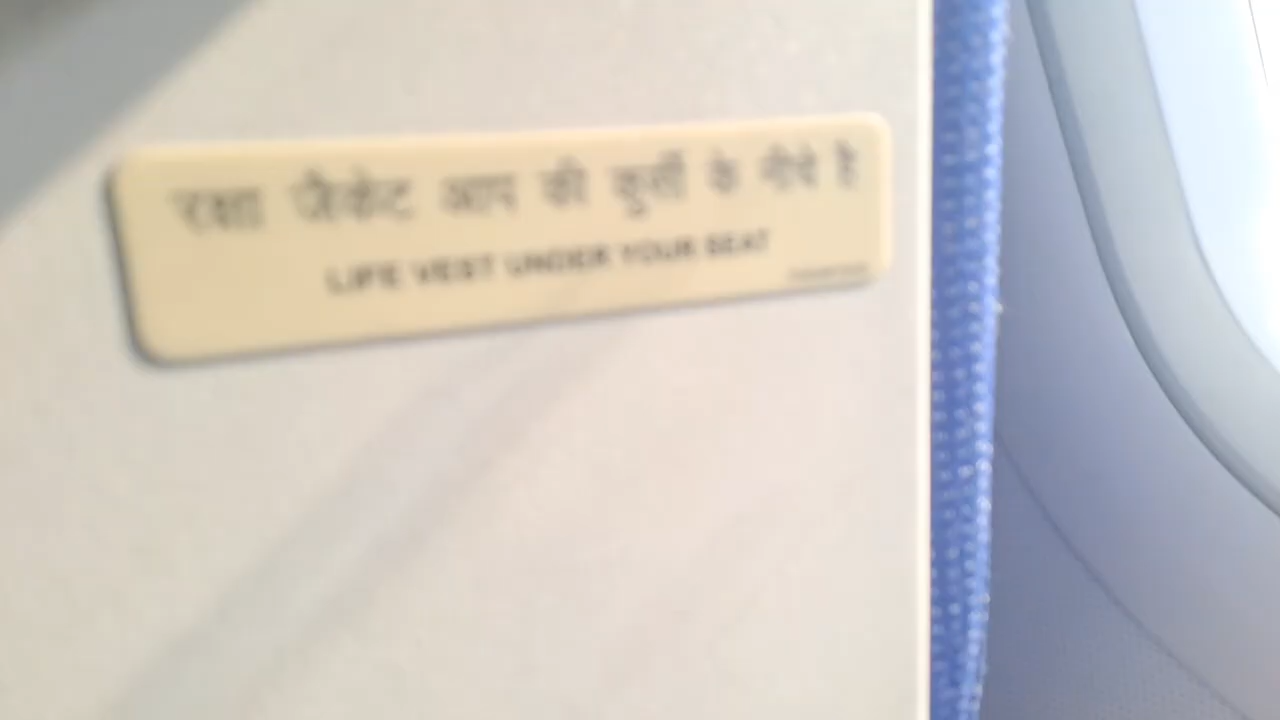 रक्षा जैकेट आप की कुर्सी के नीचे है
LIFE VEST UNDER YOUR SEAT